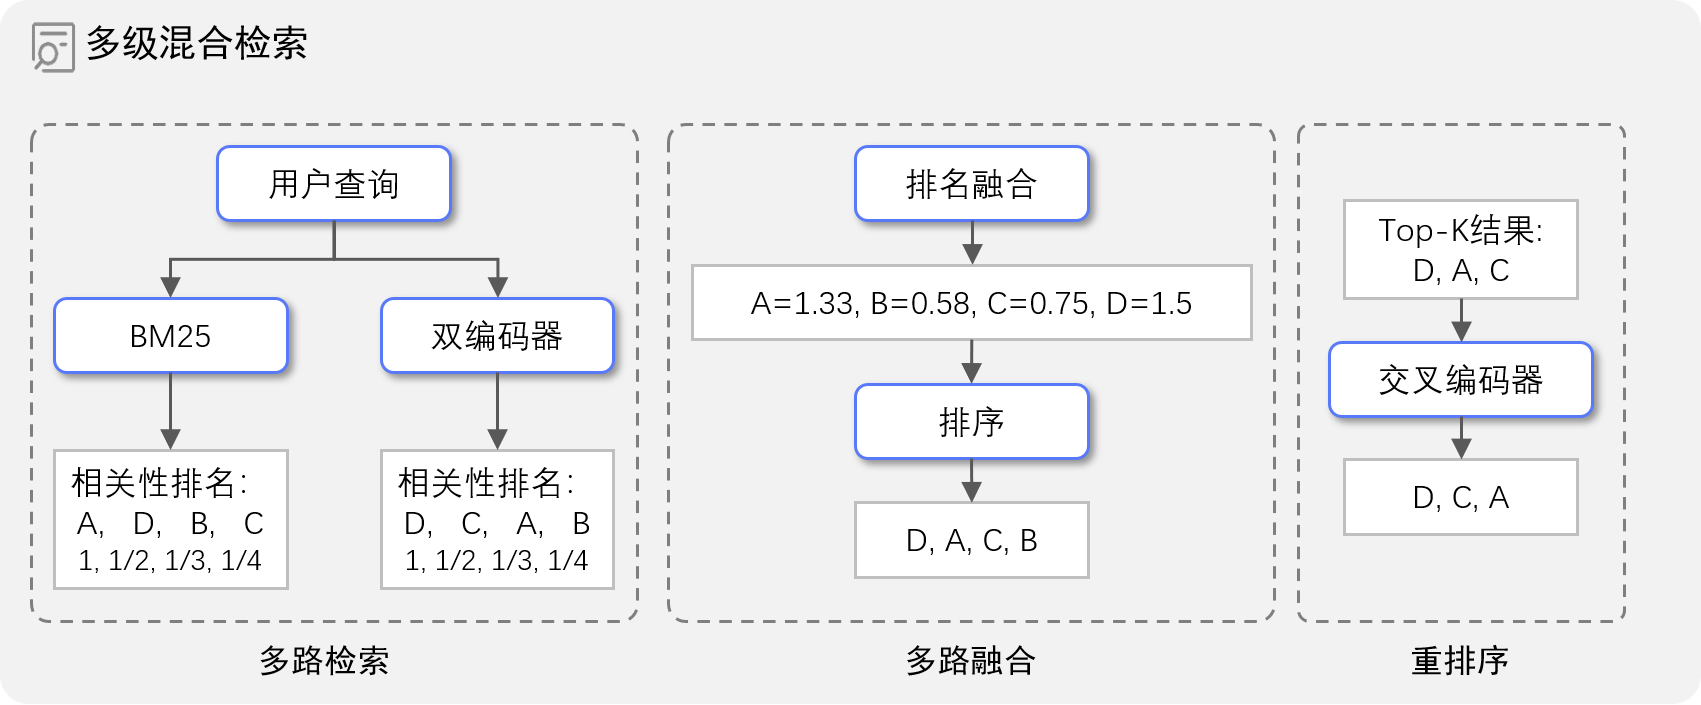 多级混合检索
用户查询
BM25
双编码器
相关性排名：
A, D, B, C
1, 1/2, 1/3, 1/4
相关性排名：
D, C, A, B
1, 1/2, 1/3, 1/4
多路检索
排名融合
A=1.33, B=0.58, C=0.75, D=1.5
排序
D, A, C, B
多路融合
Top-K结果:
D, A, C
交叉编码器
D, C, A
重排序